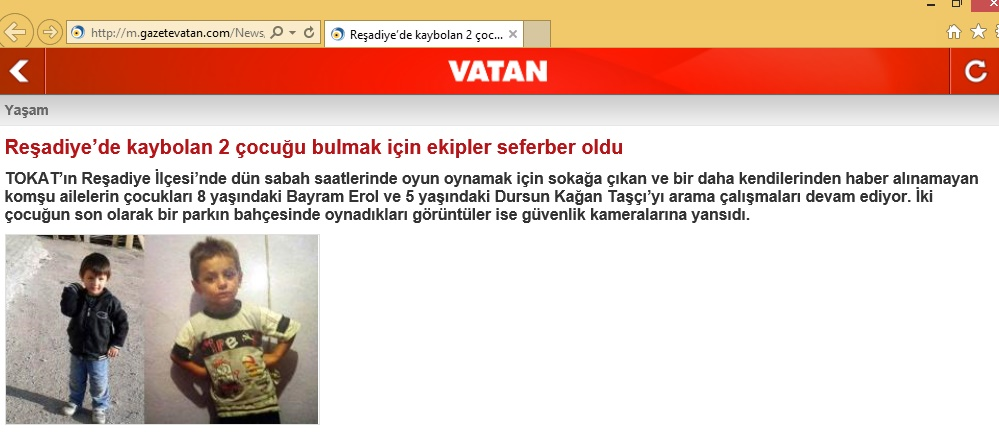 http://m.gazetevatan.com/News,
Reşadiye'de kaybolan 2 çoc...
VATAN
Yaşam
Reşadiye’de kaybolan 2 çocuğu bulmak için ekipler seferber oldu
TOKAT’ın Reşadiye İlçesi’nde dün sabah saatlerinde oyun oynamak için sokağa çıkan ve bir daha kendilerinden haber alınamayan
komşu ailelerin çocukları 8 yaşındaki Bayram Erol ve 5 yaşındaki Dursun Kağan Taşçı’yı arama çalışmaları devam ediyor. İki
çocuğun son olarak bir parkın bahçesinde oynadıkları görüntüler ise güvenlik kameralarına yansıdı.